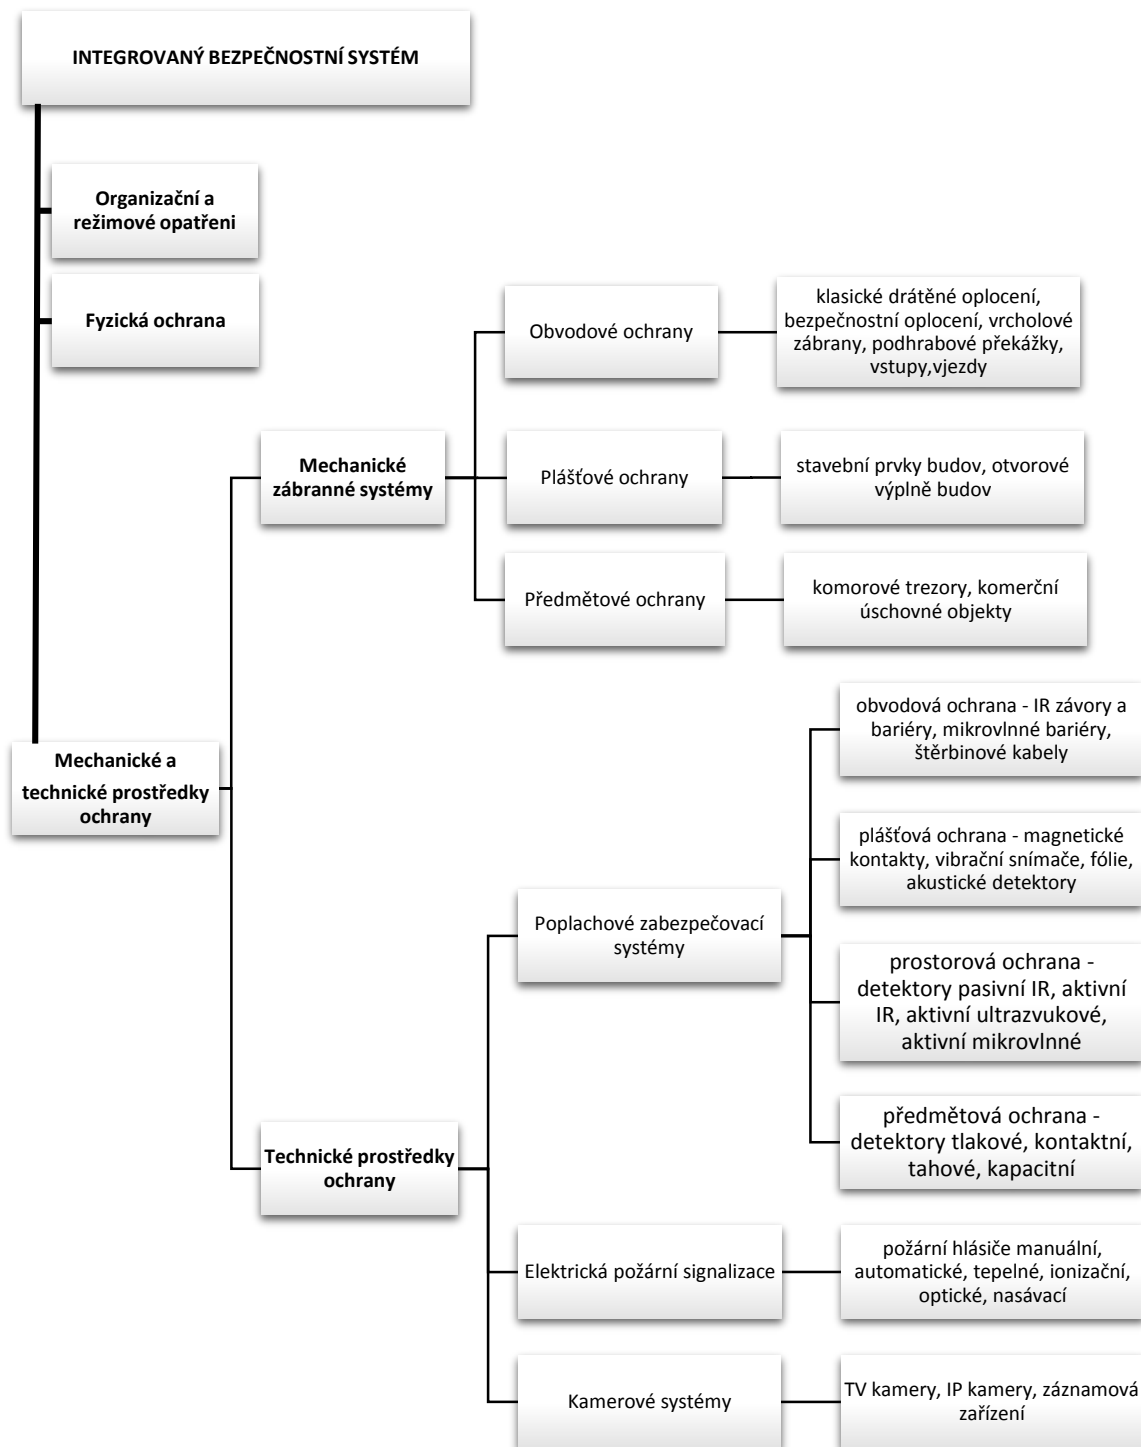 INTEGROVANÝ BEZPEČNOSTNÍ SYSTÉM
Organizační a
režimové opatřeni
Fyzická ochrana
Mechanické a
technické prostředky
ochrany
Mechanické
zábranné systémy
Obvodové ochrany
klasické drátěné oplocení,
bezpečnostní oplocení, vrcholové
zábrany, podhrabové překážky,
vstupy,vjezdy
Plášťové ochrany
stavební prvky budov, otvorové
výplně budov
Předmětové ochrany
komorové trezory, komerční
úschovné objekty
Technické prostředky
ochrany
Poplachové zabezpečovací
systémy
obvodová ochrana - IR závory a
bariéry, mikrovlnné bariéry,
štěrbinové kabely
plášťová ochrana - magnetické
kontakty, vibrační snímače, fólie,
akustické detektory
prostorová ochrana -
detektory pasivní IR, aktivní
IR, aktivní ultrazvukové,
aktivní mikrovlnné
předmětová ochrana -
detektory tlakové, kontaktní,
tahové, kapacitní
Elektrická požární signalizace
požární hlásiče manuální,
automatické, tepelné, ionizační,
optické, nasávací
Kamerové systémy
TV kamery, IP kamery, záznamová
zařízení